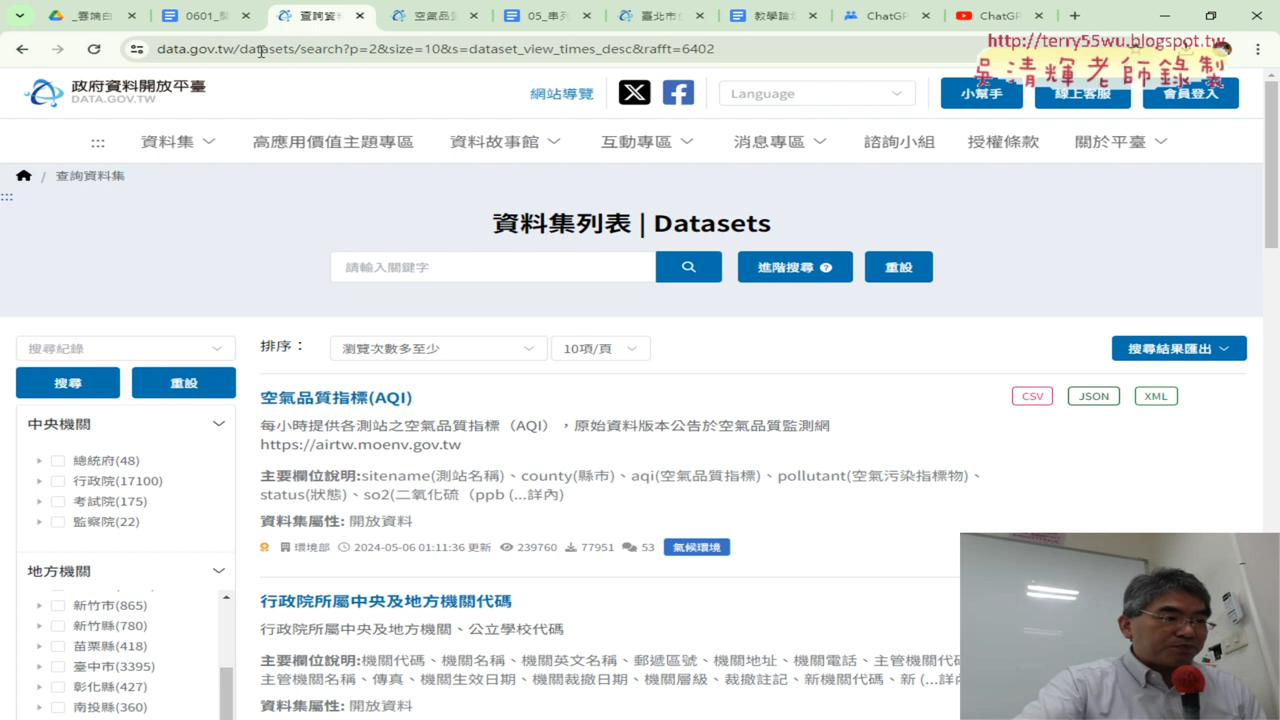 _雲端白
0601_
查詢資
空氣品
05_串列
臺北市
教學論
ChatGP
ChatGP
data.gov.tw/datasets/search?p=2&size=10&s=dataset_view_times_desc&rafft=6402
http://terry55wu.blogspot.tw
吳清輝老師錄製
政府資料開放平臺
DATA.GOV.TW
網站導覽
Language
小幫手
線上客服
會員登入
資料集
高應用價值主題專區
資料故事館
互動專區
消息專區
諮詢小組
授權條款
關於平臺
/ 查詢資料集
資料集列表 | Datasets
請輸入關鍵字
進階搜尋
重設
搜尋紀錄
排序：
瀏覽次數多至少
10項/頁
搜尋結果匯出
搜尋
重設
空氣品質指標(AQI)
CSV
JSON
XML
每小時提供各測站之空氣品質指標（AQI），原始資料版本公告於空氣品質監測網
https://airtw.moenv.gov.tw
主要欄位說明:sitename(測站名稱)、county(縣市)、aqi(空氣品質指標)、pollutant(空氣污染指標物)、
status(狀態)、so2(二氧化硫（ppb (...詳內)
資料集屬性: 開放資料
環境部 2024-05-06 01:11:36 更新 239760 77951 53 氣候環境
中央機關
總統府(48)
行政院(17100)
考試院(175)
監察院(22)
地方機關
新竹市(865)
新竹縣(780)
苗栗縣(418)
臺中市(3395)
彰化縣(427)
南投縣(360)
行政院所屬中央及地方機關代碼
行政院所屬中央及地方機關、公立學校代碼
主要欄位說明:機關代碼、機關名稱、機關英文名稱、郵遞區號、機關地址、機關電話、主管機關代
主管機關名稱、傳真、機關生效日期、機關裁撤日期、機關層級、裁撤註記、新機關代碼、新 (...詳
資料集屬性: 開放資料